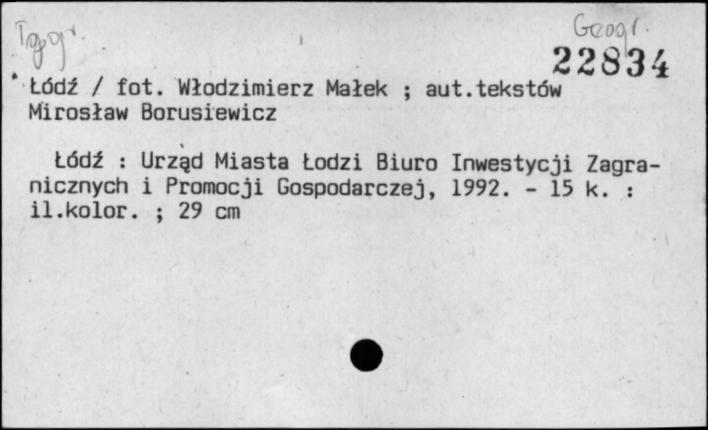 Geogr.
22834
Łódź / fot. Włodzimierz Małek ; aut.tekstów
Mirosław Borusiewicz
Łódź : Urząd Miasta Łodzi Biuro Inwestycji Zagra-
nicznych i Promocji Gospodarczej, 1992. - 15 k. :
il.kolor. ; 29 cm